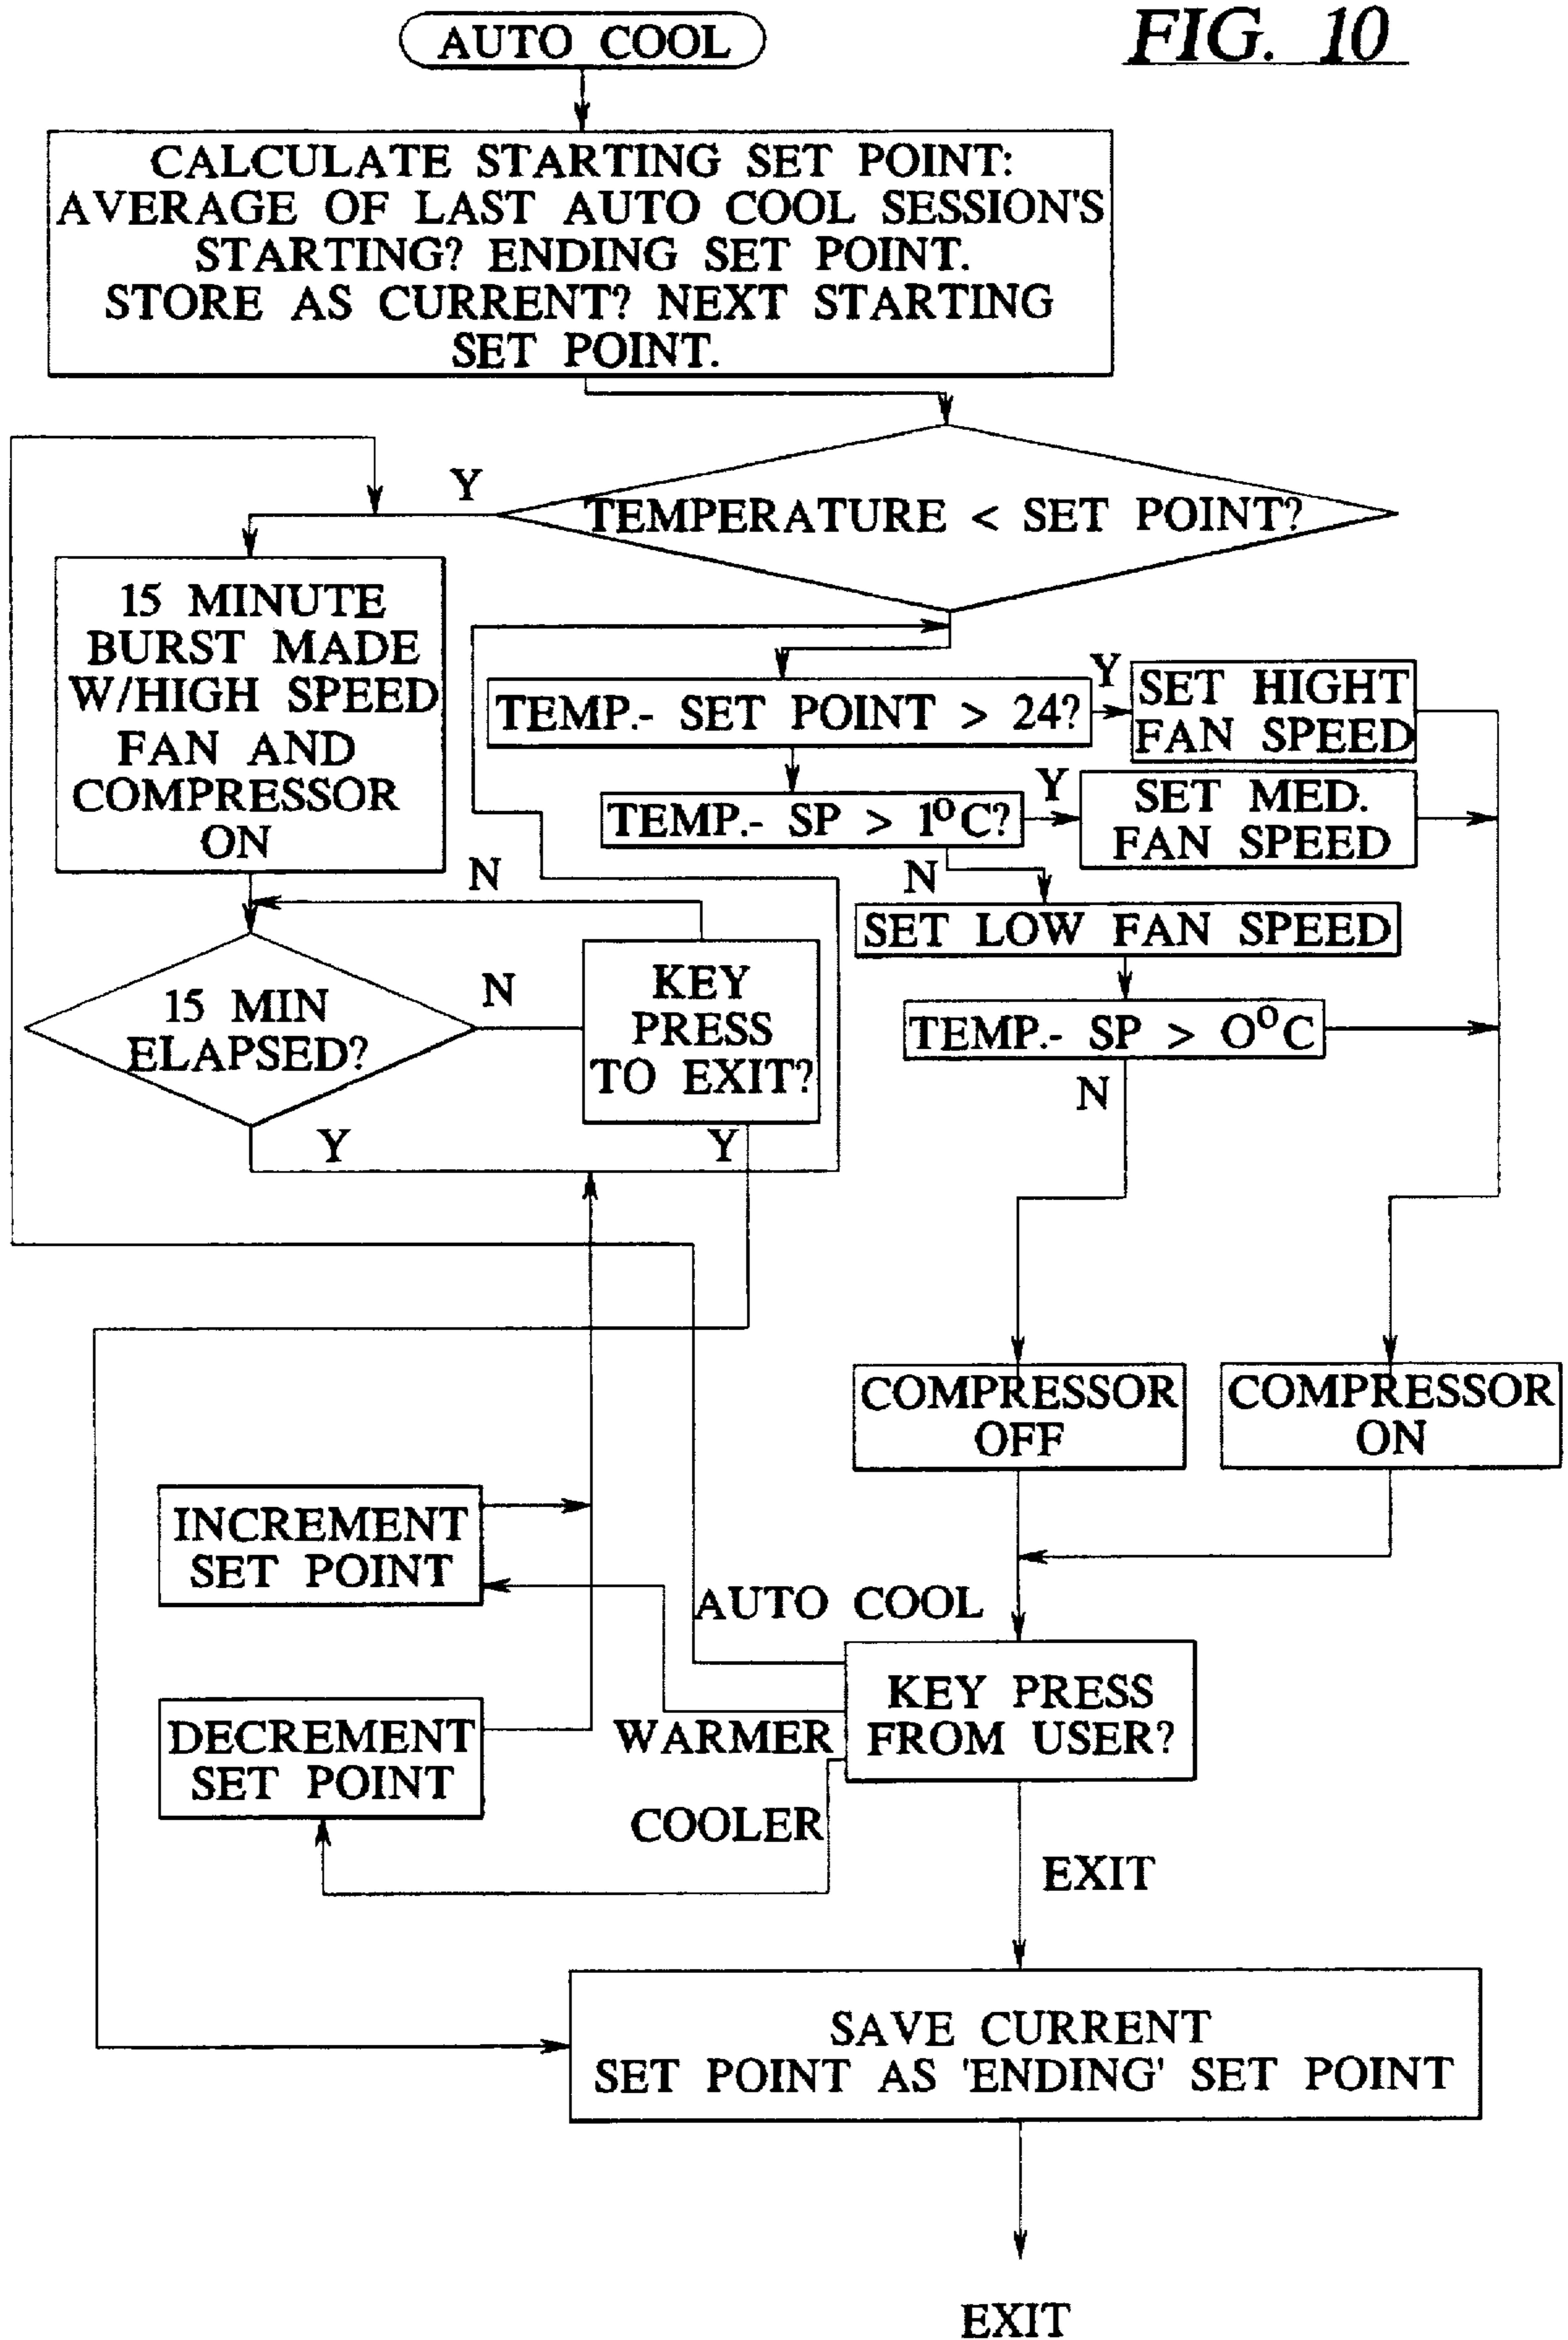 FIG. 10
AUTO COOL
CALCULATE STARTING SET POINT:
AVERAGE OF LAST AUTO COOL SESSION'S
STARTING? ENDING SET POINT.
STORE AS CURRENT? NEXT STARTING
SET POINT.
Y
TEMPERATURE < SET POINT?
15 MINUTE
BURST MADE
W/HIGH SPEED
FAN AND
COMPRESSOR
ON
TEMP.- SET POINT > 24?
Y
SET HIGHT
FAN SPEED
TEMP.- SP > 1°C?
Y
SET MED.
FAN SPEED
N
N
SET LOW FAN SPEED
15 MIN
ELAPSED?
N
KEY
PRESS
TO EXIT?
TEMP.- SP > 0°C
N
Y
Y
COMPRESSOR
OFF
COMPRESSOR
ON
INCREMENT
SET POINT
AUTO COOL
KEY PRESS
FROM USER?
WARMER
DECREMENT
SET POINT
COOLER
EXIT
SAVE CURRENT
SET POINT AS 'ENDING' SET POINT
EXIT